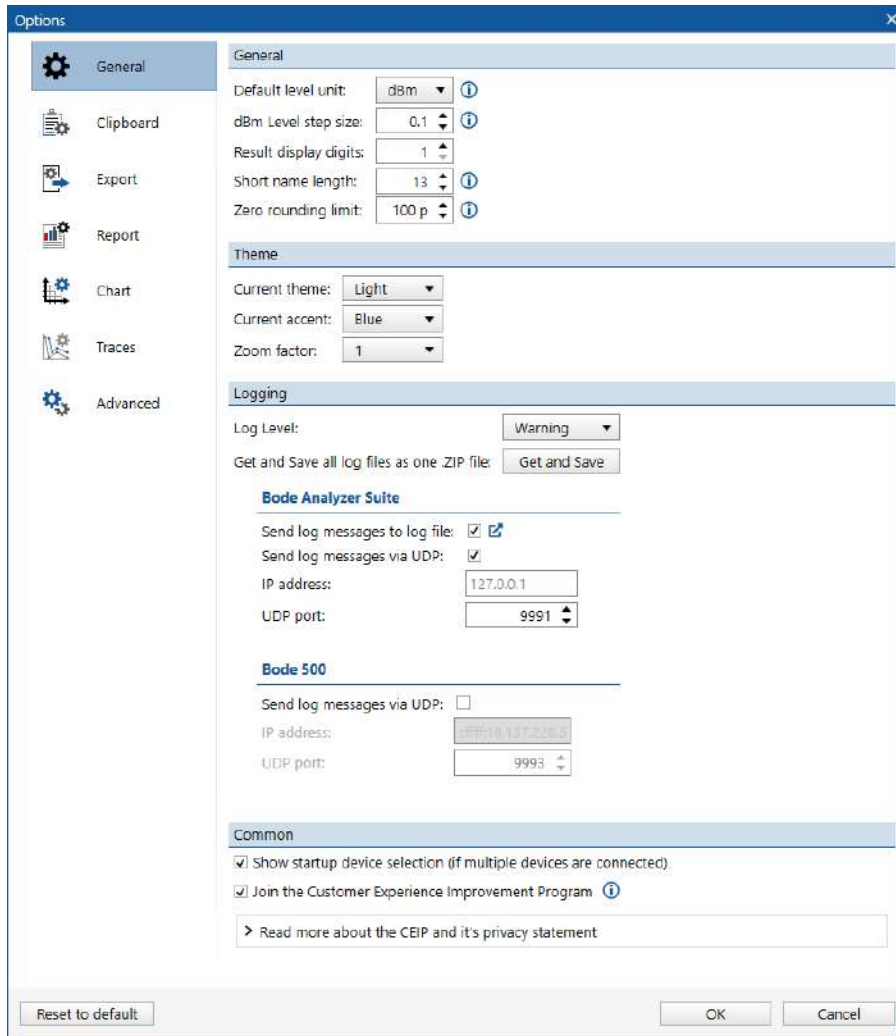 Options
General
Clipboard
Export
Report
Chart
Traces
Advanced
General
Default level unit: dBm
dBm Level step size: 0.1
Result display digits: 1
Short name length: 13
Zero rounding limit: 100 p
Theme
Current theme: Light
Current accent: Blue
Zoom factor: 1
Logging
Log Level: Warning
Get and Save all log files as one .ZIP file: Get and Save
Bode Analyzer Suite
Send log messages to log file:
Send log messages via UDP:
IP address: 127.0.0.1
UDP port: 9991
Bode 500
Send log messages via UDP:
IP address:
UDP port: 9993
Common
Show startup device selection (if multiple devices are connected)
Join the Customer Experience Improvement Program
Read more about the CEIP and it's privacy statement
Reset to default OK Cancel